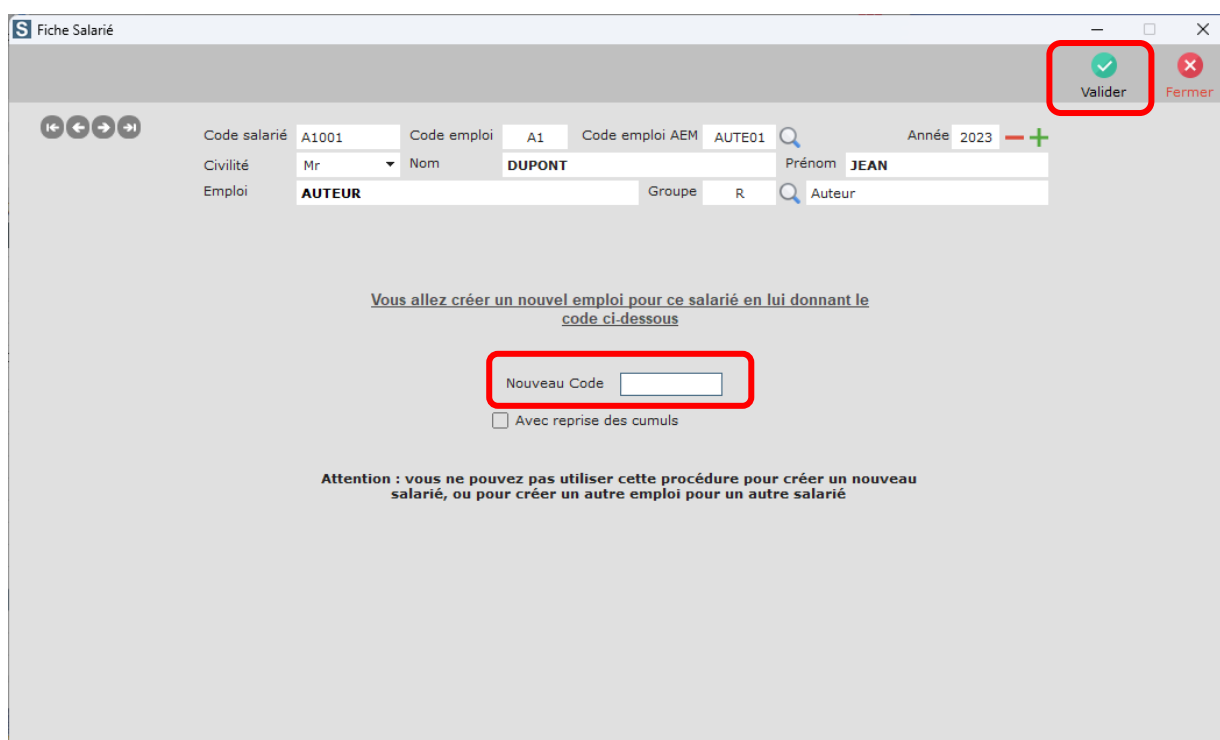 S Fiche Salarié
Valider Fermer
Code salarié A1001 Code emploi A1 Code emploi AEM AUTE01 Année 2023
Civilité Mr Nom DUPONT Prénom JEAN
Emploi AUTEUR Groupe R Auteur
Vous allez créer un nouvel emploi pour ce salarié en lui donnant le
code ci-dessous
Nouveau Code
Avec reprise des cumuls
Attention : vous ne pouvez pas utiliser cette procédure pour créer un nouveau
salarié, ou pour créer un autre emploi pour un autre salarié